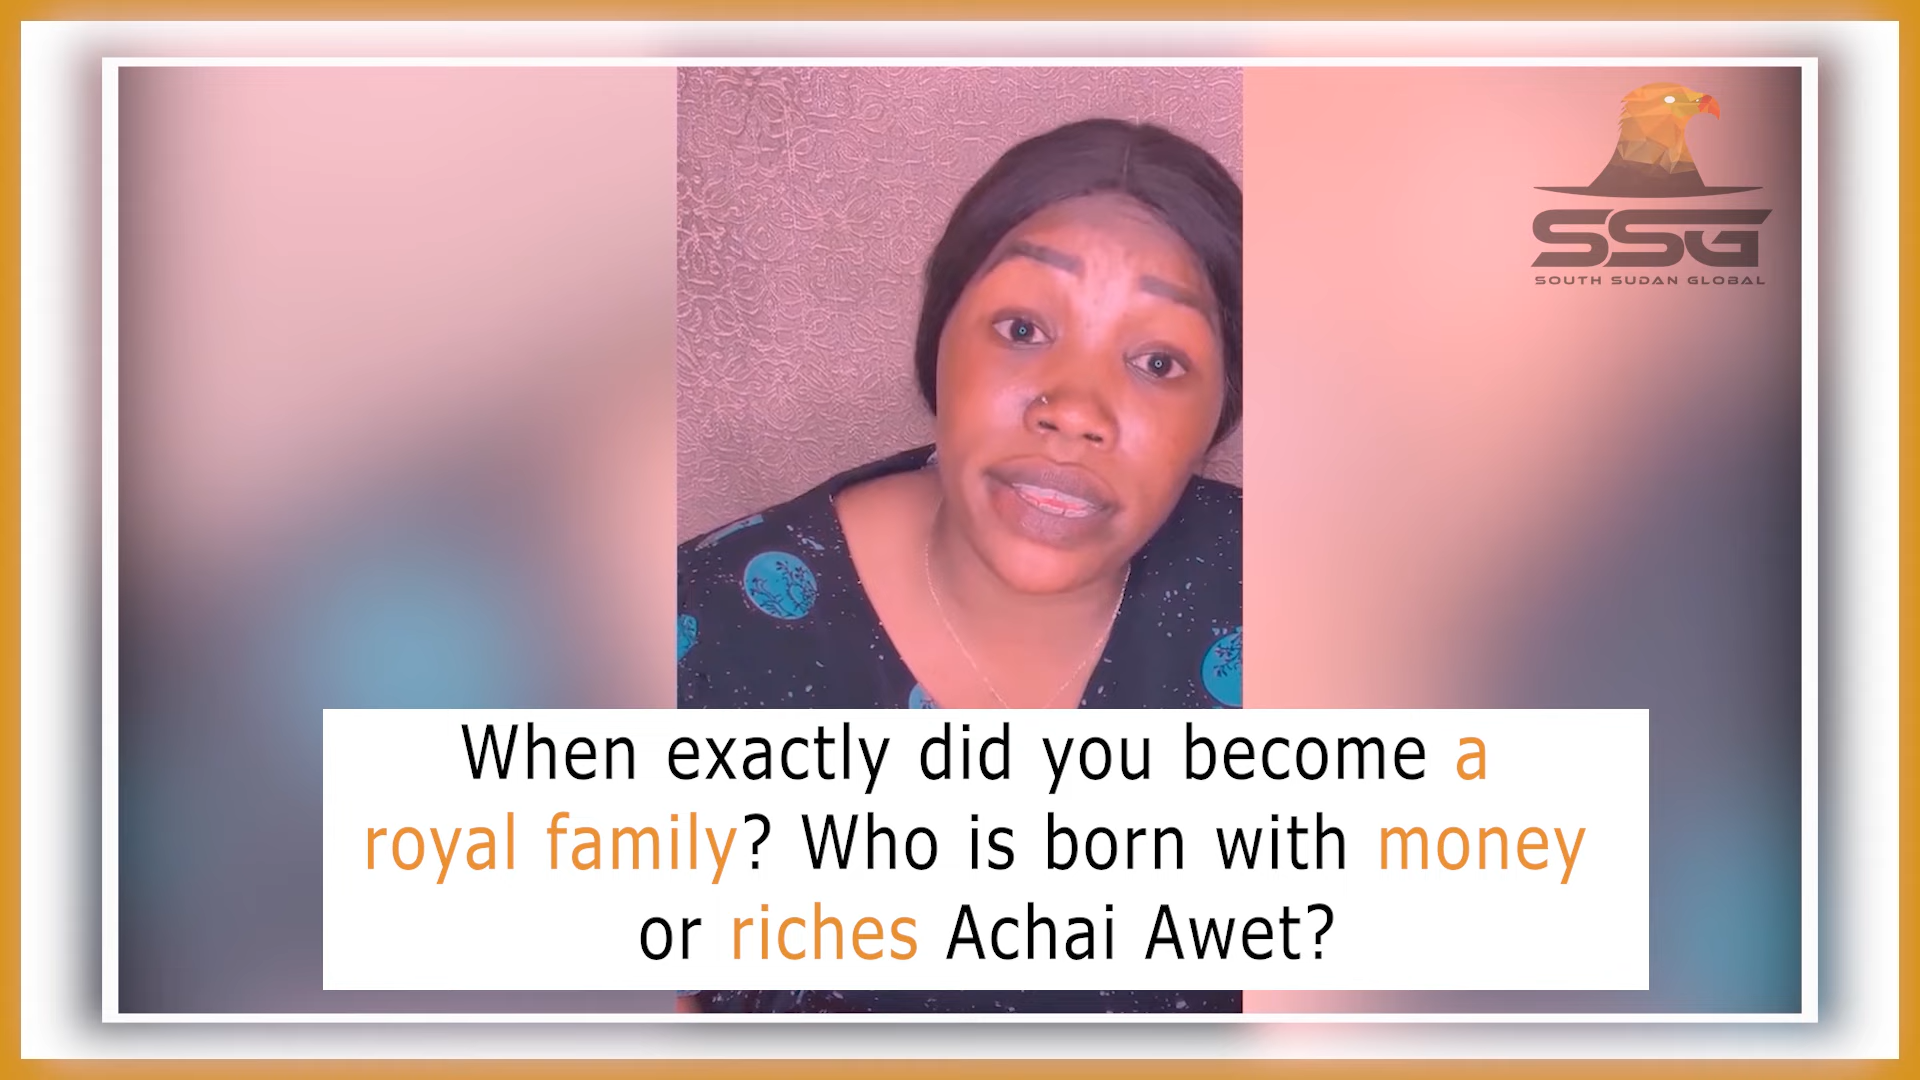 SSG
SOUTH SUDAN GLOBAL
When exactly did you become a
royal family? Who is born with money
or riches Achai Awet?